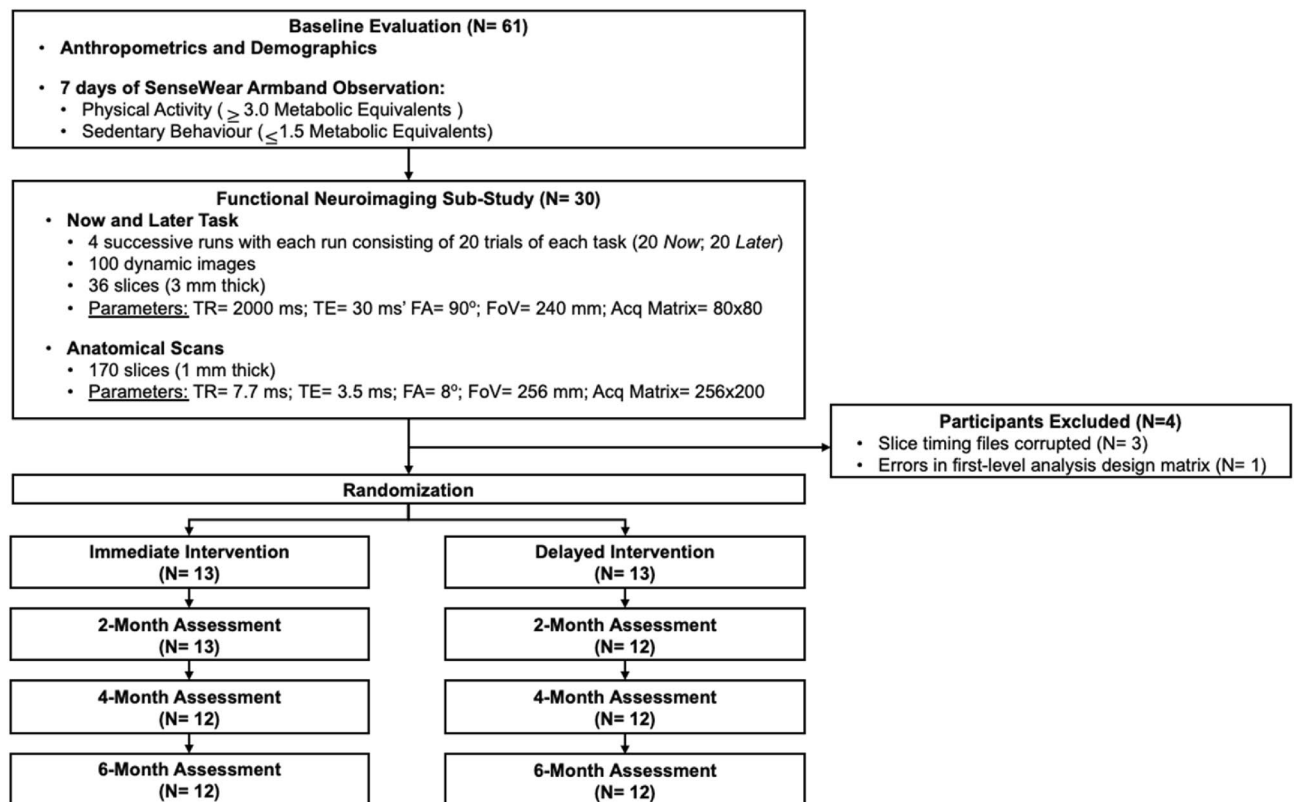 Baseline Evaluation (N= 61)
• Anthropometrics and Demographics
• 7 days of SenseWear Armband Observation:
• Physical Activity ( ≥ 3.0 Metabolic Equivalents )
• Sedentary Behaviour (≤1.5 Metabolic Equivalents)
Functional Neuroimaging Sub-Study (N= 30)
• Now and Later Task
• 4 successive runs with each run consisting of 20 trials of each task (20 Now; 20 Later)
• 100 dynamic images
• 36 slices (3 mm thick)
• Parameters: TR= 2000 ms; TE= 30 ms’ FA= 90º; FoV= 240 mm; Acq Matrix= 80x80
• Anatomical Scans
• 170 slices (1 mm thick)
• Parameters: TR= 7.7 ms; TE= 3.5 ms; FA= 8º; FoV= 256 mm; Acq Matrix= 256x200
Participants Excluded (N=4)
• Slice timing files corrupted (N= 3)
• Errors in first-level analysis design matrix (N= 1)
Randomization
Immediate Intervention
(N= 13)
Delayed Intervention
(N= 13)
2-Month Assessment
(N= 13)
2-Month Assessment
(N= 12)
4-Month Assessment
(N= 12)
4-Month Assessment
(N= 12)
6-Month Assessment
(N= 12)
6-Month Assessment
(N= 12)